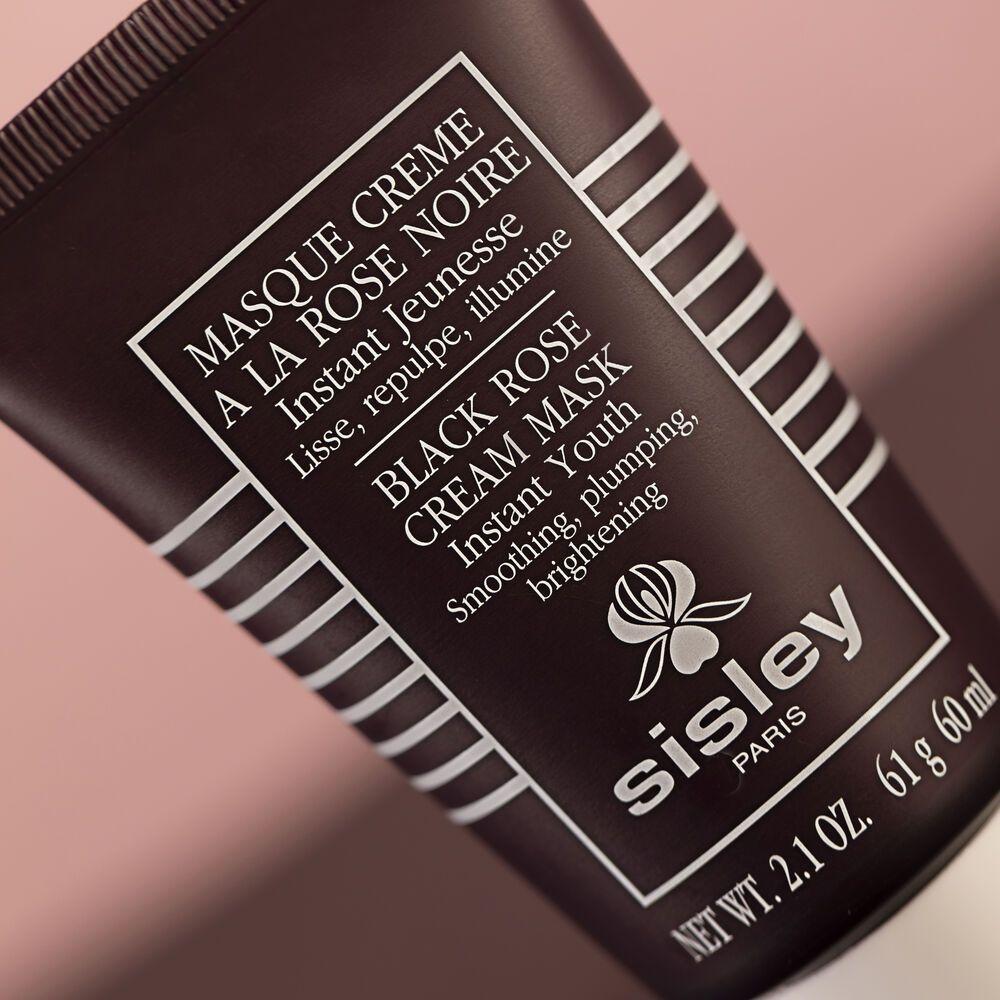 MASQUE CREME
A LA ROSE NOIRE
Instant Jeunesse
Lisse, repulpe, illumine
BLACK ROSE
CREAM MASK
Instant Youth
Smoothing, plumping,
brightening
sisley
PARIS
NET WT. 2.1 OZ. 61 g 60 ml